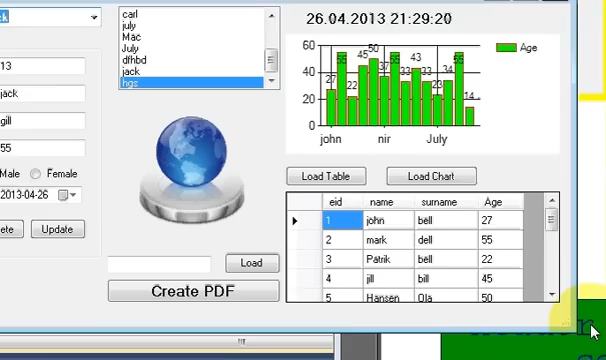 ck
13
jack
gill
55
Male Female
2013-04-26
ete Update
carl
july
Mac
July
dfhbd
jack
hgs
Load
Create PDF
26.04.2013 21:29:20
60
40
20
0
27 55 22 45 50 37 55 33 43 33 23 34 55 14
john nir July
Age
Load Table Load Chart
eid name surname Age
1 john bell 27
2 mark dell 55
3 Patrik bell 22
4 jill bill 45
5 Hansen Ola 50